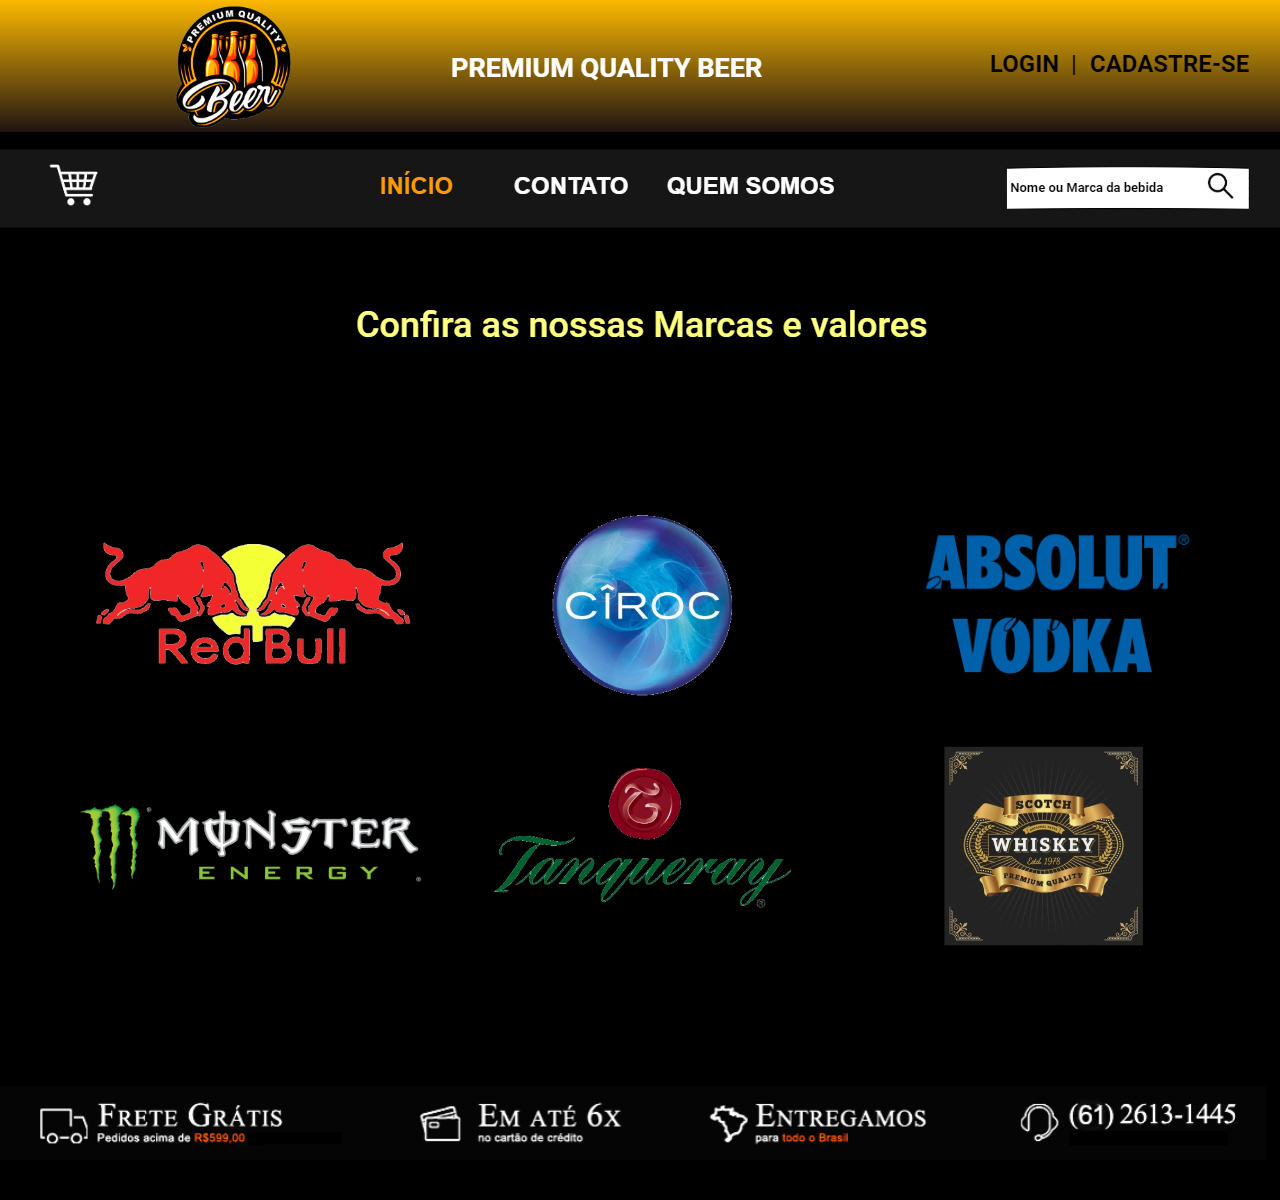 PREMIUM QUALITY
Beer
PREMIUM QUALITY BEER
LOGIN | CADASTRE-SE
INÍCIO CONTATO QUEM SOMOS
Nome ou Marca da bebida
Confira as nossas Marcas e valores
Red Bull
CÎROC
ABSOLUT®
VODKA
MONSTER
ENERGY
T
Tanqueray
SCOTCH
WHISKEY
Estd. 1978
PREMIUM QUALITY
FRETE GRÁTIS
Pedidos acima de R$599,00
EM ATÉ 6X
no cartão de crédito
ENTREGAMOS
para todo o Brasil
(61) 2613-1445